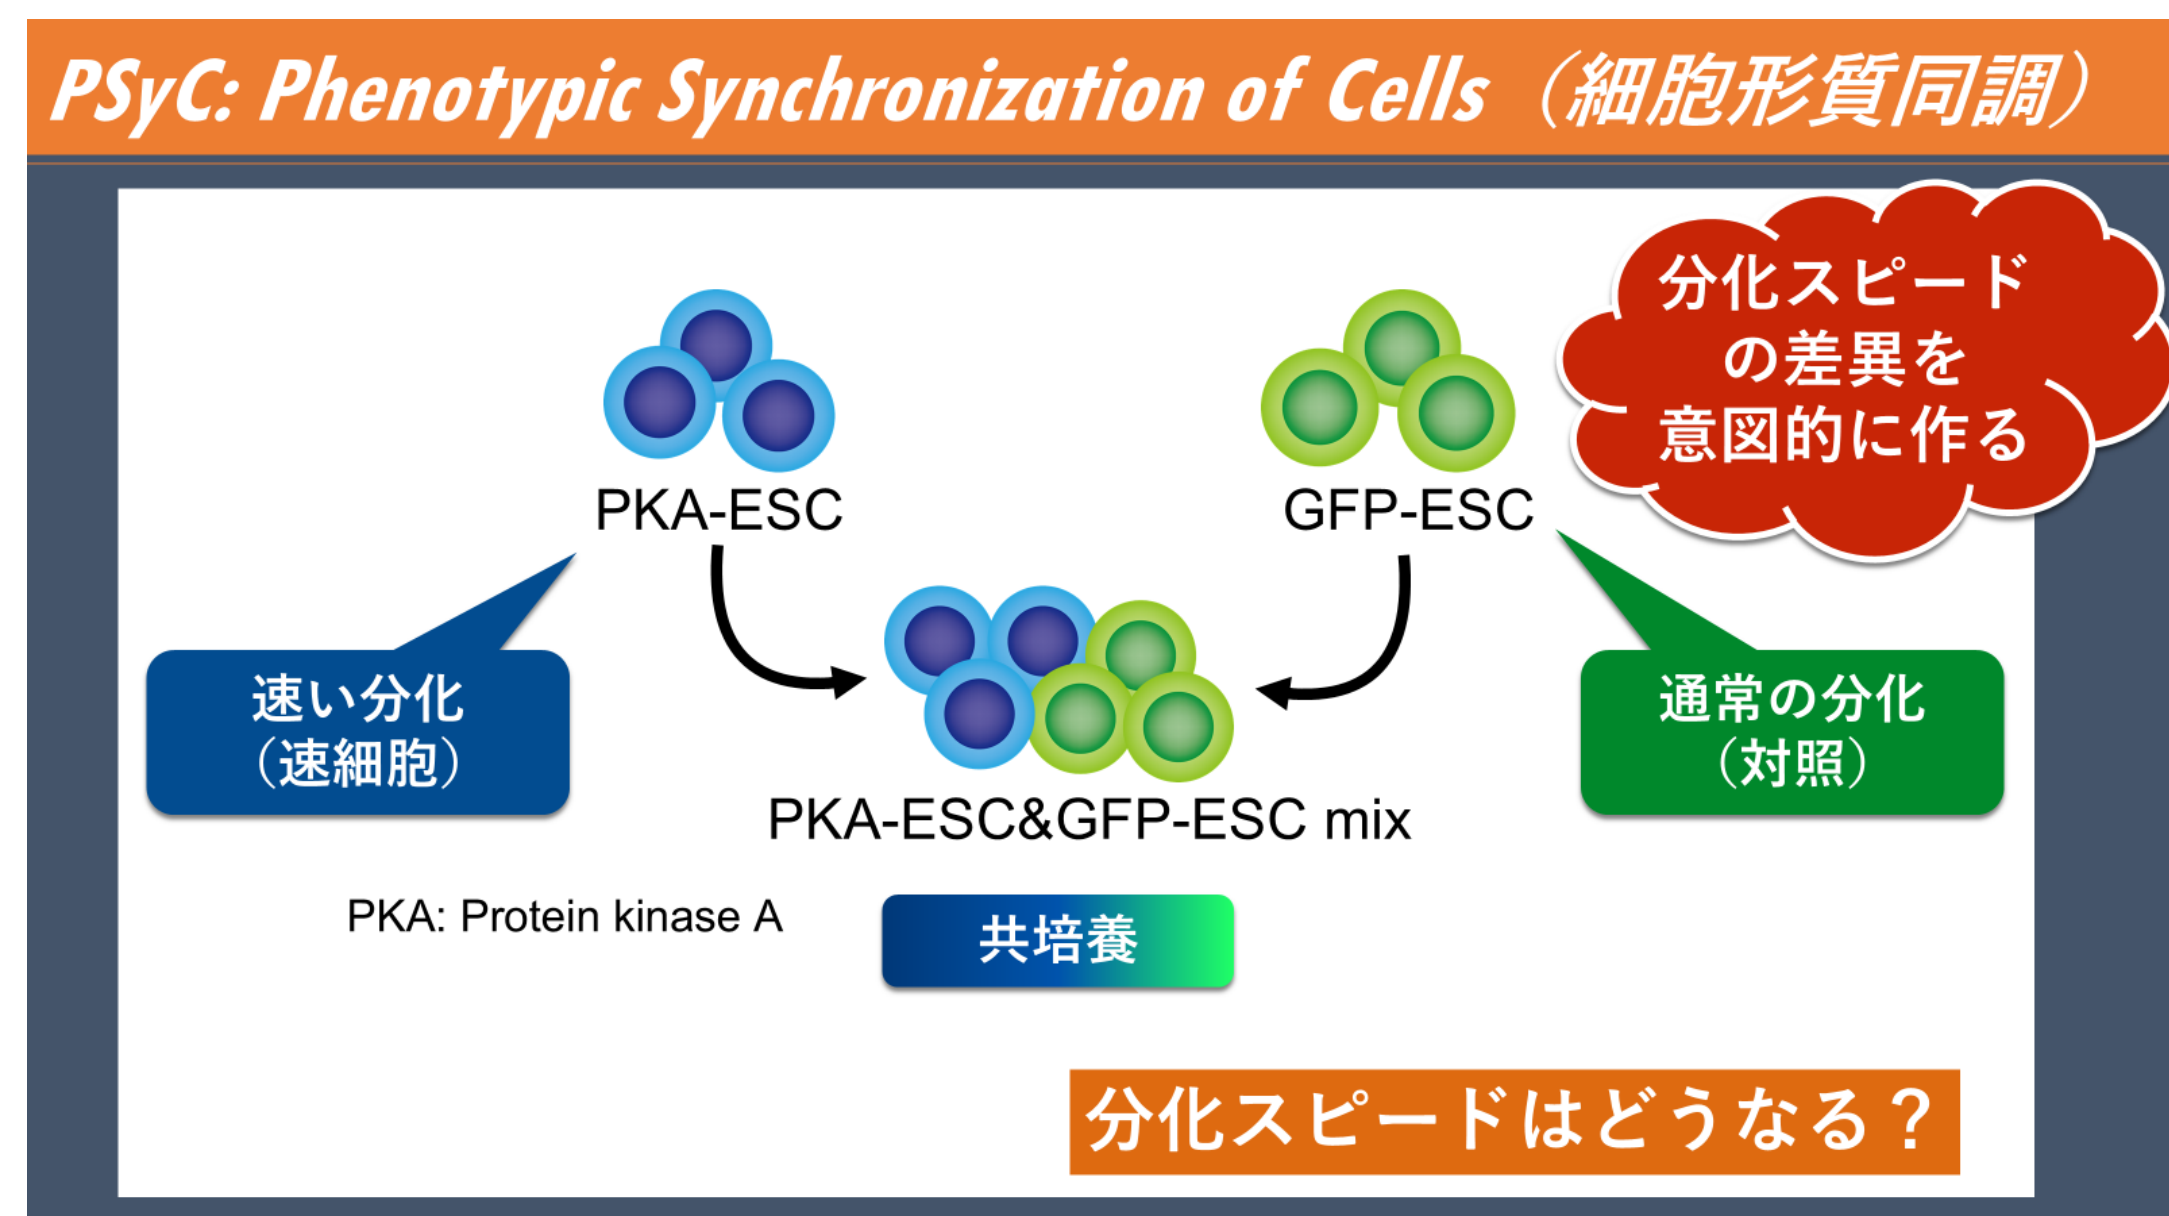 PSyC: Phenotypic Synchronization of Cells（細胞形質同調）
分化スピード
の差異を
意図的に作る
PKA-ESC
GFP-ESC
速い分化
（速細胞）
通常の分化
（対照）
PKA-ESC&GFP-ESC mix
PKA: Protein kinase A
共培養
分化スピードはどうなる？